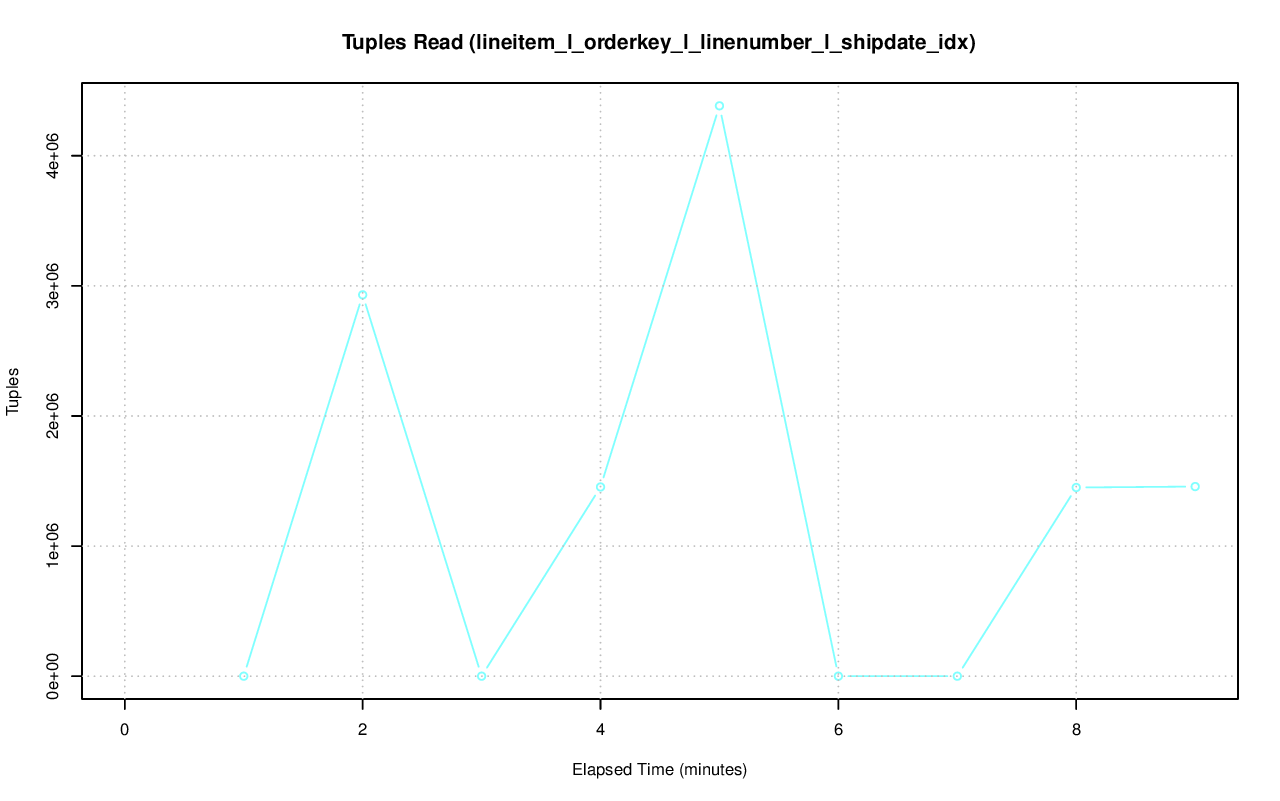 Tuples Read (lineitem_l_orderkey_l_linenumber_l_shipdate_idx)
4e+06
3e+06
2e+06
1e+06
0e+00
Tuples
0 2 4 6 8
Elapsed Time (minutes)